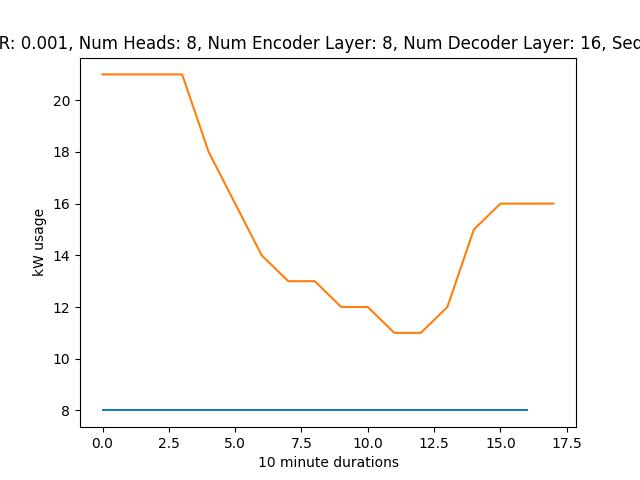 R: 0.001, Num Heads: 8, Num Encoder Layer: 8, Num Decoder Layer: 16, Sec
kW usage
20
18
16
14
12
10
8
0.0 2.5 5.0 7.5 10.0 12.5 15.0 17.5
10 minute durations